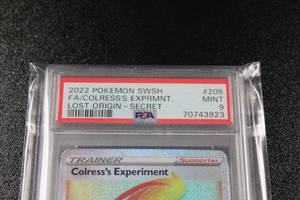 2022 POKEMON SWSH #205
FA/COLRESS'S EXPRMNT. MINT
LOST ORIGIN-SECRET 9
PSA 70743923
TRAINER Supporter
Colress's Experiment